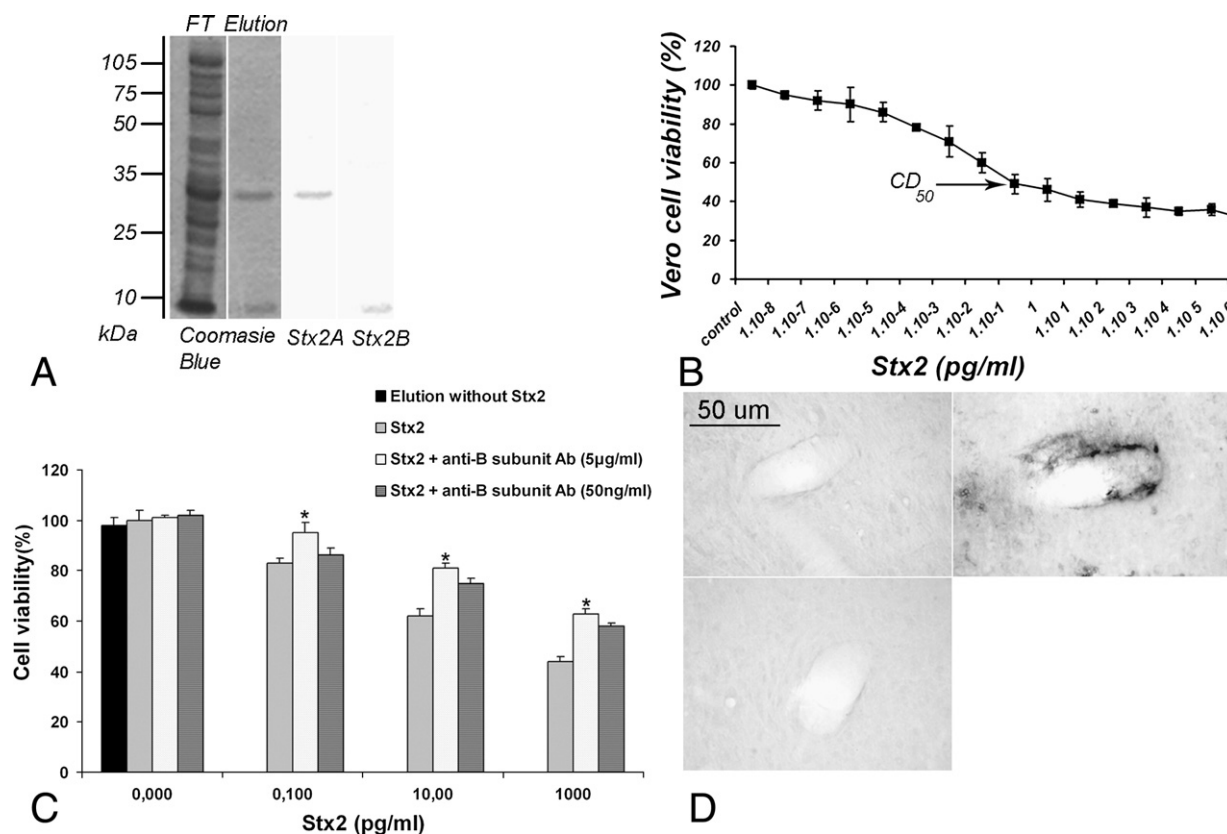 FT Elution
105
75
50
35
25
10
kDa
Coomasie Stx2A Stx2B
Blue
A
Vero cell viability (%)
120
100
80
60
40
20
0
CD50
control 1.10-8 1.10-7 1.10-6 1.10-5 1.10-4 1.10-3 1.10-2 1.10-1 1 1.10 1 1.10 2 1.10 3 1.10 4 1.10 5
Stx2 (pg/ml)
B
Elution without Stx2
Stx2
Stx2 + anti-B subunit Ab (5µg/ml)
Stx2 + anti-B subunit Ab (50ng/ml)
Cell viability(%)
120
100
80
60
40
20
0
* * *
0,000 0,100 10,00 1000
Stx2 (pg/ml)
C
50 um
D